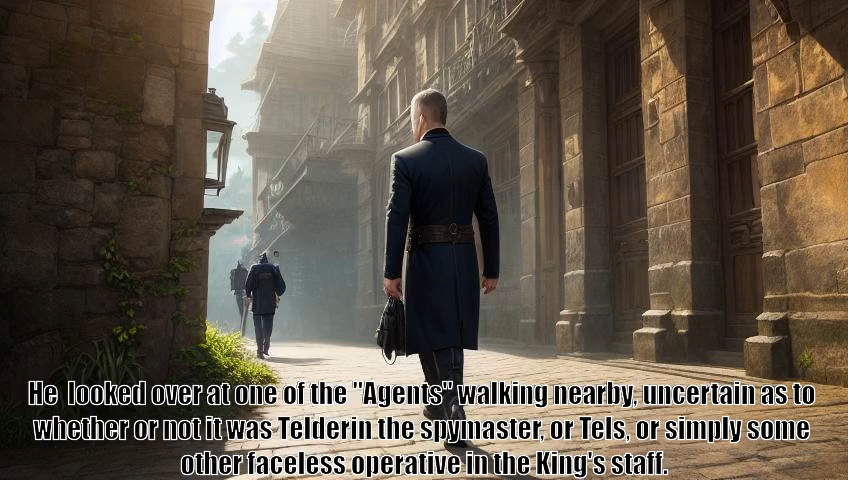 He looked over at one of the "Agents" walking nearby, uncertain as to
whether or not it was Telderin the spymaster, or Tels, or simply some
other faceless operative in the King's staff.